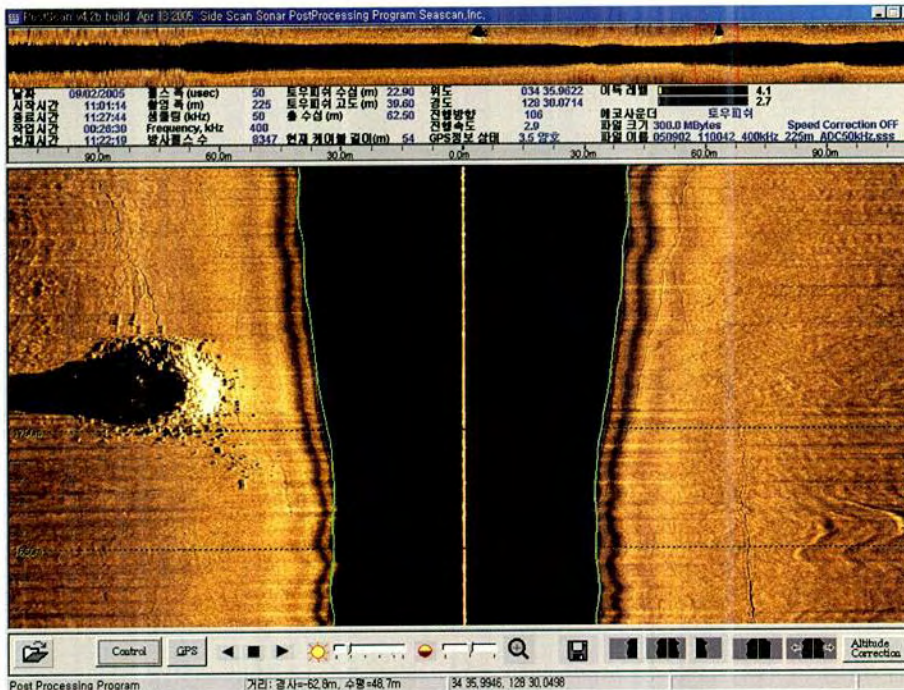 PostScan v4.2b build Apr 13 2005 Side Scan Sonar PostProcessing Program Seascan,Inc.
날짜 09/02/2005 펄스 폭 (usec) 50 토우피쉬 수심 (m) 22.90 위도 034 35.9622 이득 레벨 4.1
시작시간 11:01:14 촬영 폭 (m) 225 토우피쉬 고도 (m) 39.60 경도 128 30.0714 2.7
종료시간 11:27:44 샘플링 (kHz) 50 총 수심 (m) 62.50 진행방향 106 에코사운더 토우피쉬
작업시간 00:26:30 Frequency, kHz 400 진행속도 2.9 파일 크기 300.0 MBytes Speed Correction OFF
현재시간 11:22:19 방사펄스 수 8347 현재 케이블 길이(m) 54 GPS정보 상태 3.5 양호 파일 이름 050902_110042_400kHz_225m_ADC50kHz.sss
90.0m 60.0m 30.0m 0.0m 30.0m 60.0m 90.0m
Control GPS Altitude Correction
Post Processing Program 거리: 경사=-62,8m, 수평=48,7m 34 35,9946, 128 30,0498